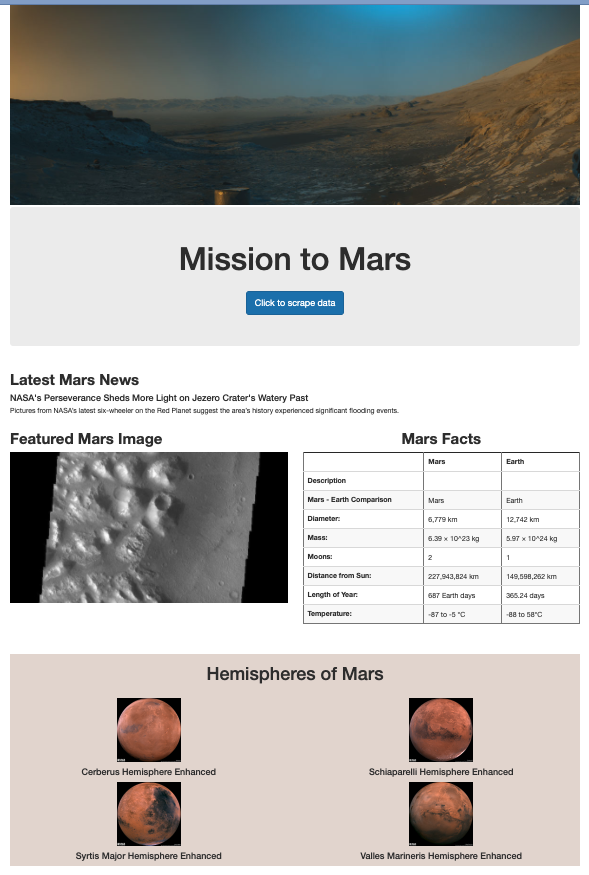 Mission to Mars
Click to scrape data
Latest Mars News
NASA's Perseverance Sheds More Light on Jezero Crater's Watery Past
Pictures from NASA's latest six-wheeler on the Red Planet suggest the area's history experienced significant flooding events.
Featured Mars Image
Mars Facts
Mars Earth
Description
Mars - Earth Comparison Mars Earth
Diameter: 6,779 km 12,742 km
Mass: 6.39 × 10^23 kg 5.97 × 10^24 kg
Moons: 2 1
Distance from Sun: 227,943,824 km 149,598,262 km
Length of Year: 687 Earth days 365.24 days
Temperature: -87 to -5 °C -88 to 58°C
Hemispheres of Mars
Cerberus Hemisphere Enhanced
Schiaparelli Hemisphere Enhanced
Syrtis Major Hemisphere Enhanced
Valles Marineris Hemisphere Enhanced